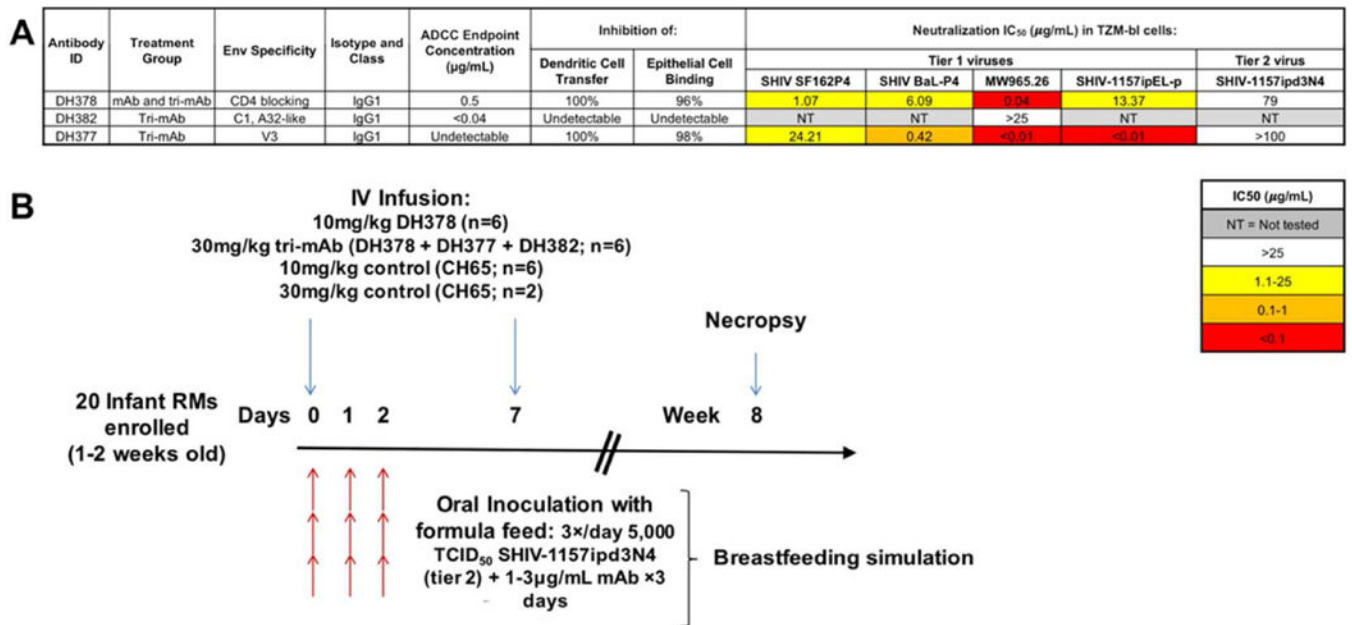 A
Antibody ID | Treatment Group | Env Specificity | Isotype and Class | ADCC Endpoint Concentration (µg/mL) | Inhibition of: | Neutralization IC50 (µg/mL) in TZM-bl cells:
Dendritic Cell Transfer | Epithelial Cell Binding | Tier 1 viruses | Tier 2 virus
SHIV SF162P4 | SHIV BaL-P4 | MW965.26 | SHIV-1157ipEL-p | SHIV-1157ipd3N4
DH378 | mAb and tri-mAb | CD4 blocking | IgG1 | 0.5 | 100% | 96% | 1.07 | 6.09 | 0.04 | 13.37 | 79
DH382 | Tri-mAb | C1, A32-like | IgG1 | <0.04 | Undetectable | Undetectable | NT | NT | >25 | NT | NT
DH377 | Tri-mAb | V3 | IgG1 | Undetectable | 100% | 98% | 24.21 | 0.42 | <0.01 | <0.01 | >100
B
IV Infusion:
10mg/kg DH378 (n=6)
30mg/kg tri-mAb (DH378 + DH377 + DH382; n=6)
10mg/kg control (CH65; n=6)
30mg/kg control (CH65; n=2)
IC50 (µg/mL)
NT = Not tested
>25
1.1-25
0.1-1
<0.1
Necropsy
20 Infant RMs
enrolled
(1-2 weeks old)
Days 0 1 2 7 Week 8
Oral Inoculation with
formula feed: 3×/day 5,000
TCID50 SHIV-1157ipd3N4
(tier 2) + 1-3µg/mL mAb ×3
days
Breastfeeding simulation